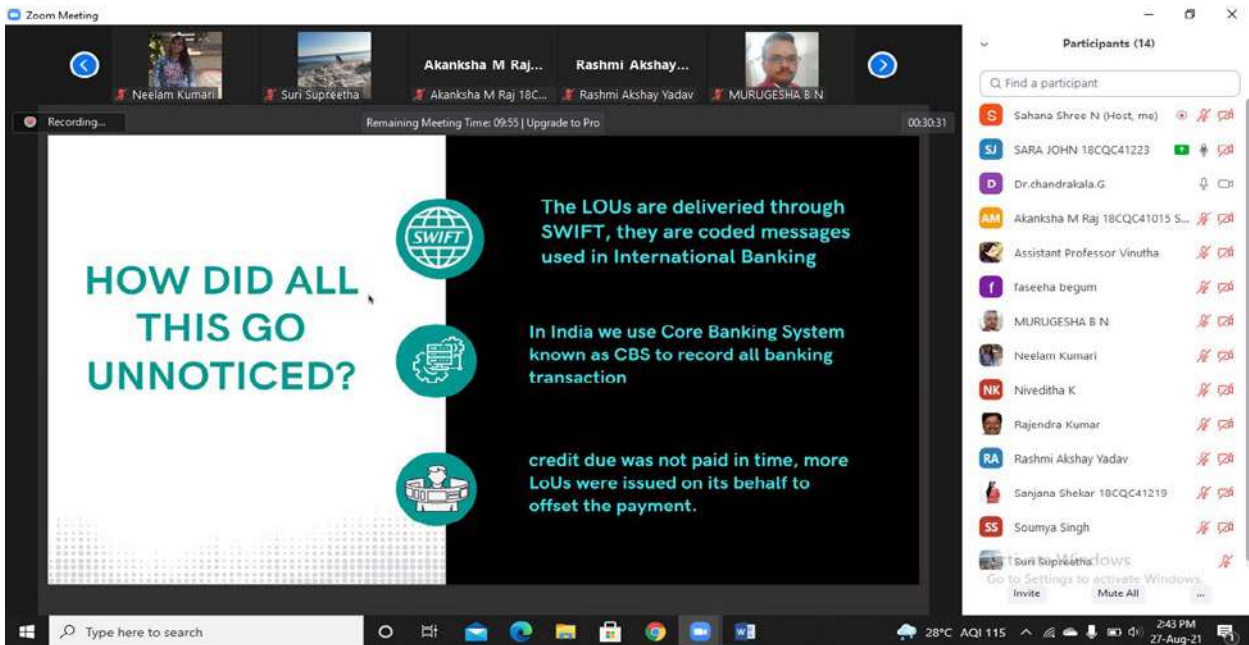 Zoom Meeting
Akanksha M Raj...
Rashmi Akshay...
Neelam Kumari
Suri Supreetha
Akanksha M Raj 18C...
Rashmi Akshay Yadav
MURUGESHA B N
Recording...
Remaining Meeting Time: 09:55 | Upgrade to Pro
00:30:31
HOW DID ALL
THIS GO
UNNOTICED?
SWIFT
The LOUs are deliveried through
SWIFT, they are coded messages
used in International Banking
In India we use Core Banking System
known as CBS to record all banking
transaction
credit due was not paid in time, more
LoUs were issued on its behalf to
offset the payment.
Participants (14)
Find a participant
S Sahana Shree N (Host, me)
SJ SARA JOHN 18CQC41223
D Dr.chandrakala.G
AM Akanksha M Raj 18CQC41015 S...
Assistant Professor Vinutha
f faseeha begum
MURUGESHA B N
Neelam Kumari
NK Niveditha K
Rajendra Kumar
RA Rashmi Akshay Yadav
Sanjana Shekar 18CQC41219
SS Soumya Singh
Suri Supreetha
Activate Windows
Go to Settings to activate Windows.
Invite
Mute All
...
Type here to search
28°C AQI 115
2:43 PM
27-Aug-21